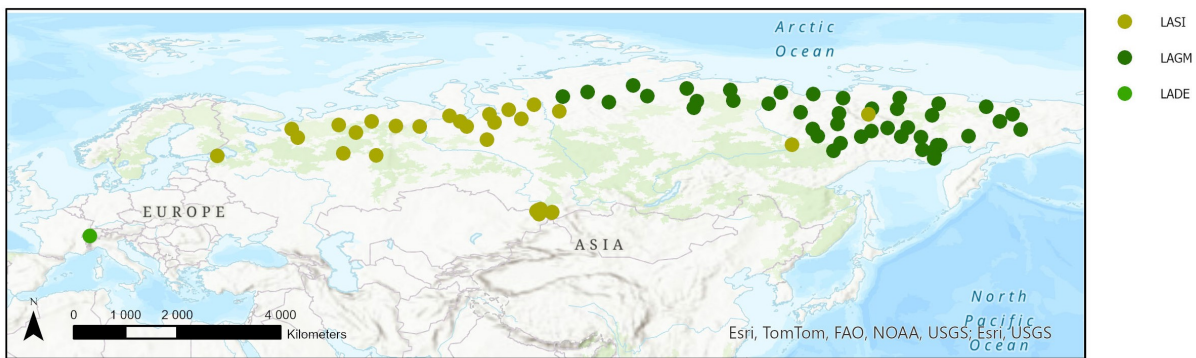 Arctic
Ocean
EUROPE
ASIA
North
Pacific
Ocean
N
0 1 000 2 000 4 000
Kilometers
Esri, TomTom, FAO, NOAA, USGS; Esri, USGS
LASI
LAGM
LADE